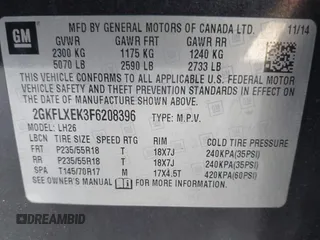 GM
MFD BY GENERAL MOTORS OF CANADA LTD. 11/14
GVWR GAWR FRT GAWR RR
2300 KG 1175 KG 1240 KG
5070 LB 2590 LB 2733 LB
THIS VEHICLE CONFORMS TO ALL APPLICABLE U.S. FEDERAL MOTOR
VEHICLE SAFETY AND THEFT PREVENTION STANDARDS IN EFFECT
ON THE DATE OF MANUFACTURE SHOWN ABOVE.
2GKFLXEK3F6208396 TYPE: M.P.V.
MODEL: LH26
LBCN TIRE SIZE SPEED RTG RIM COLD TIRE PRESSURE
FRT P235/55R18 T 18X7J 240KPA(35PSI)
RR P235/55R18 T 18X7J 240KPA(35PSI)
SPA T145/70R17 M 17X4.5T 420KPA(60PSI)
© DIRARABID